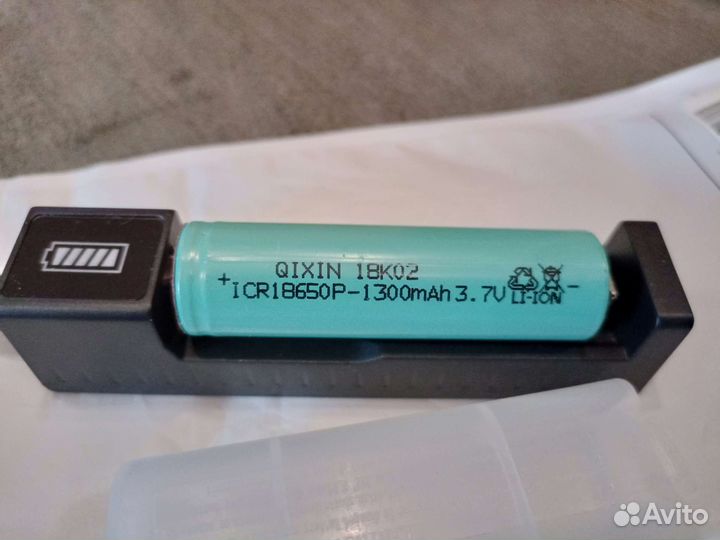 QIXIN 18K02
+ ICR18650P-1300mAh 3.7V LI-ION -
Avito